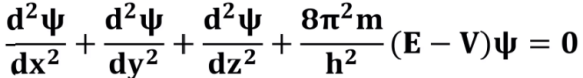 d²ψ/dx² + d²ψ/dy² + d²ψ/dz² + 8π²m/h² (E − V)ψ = 0